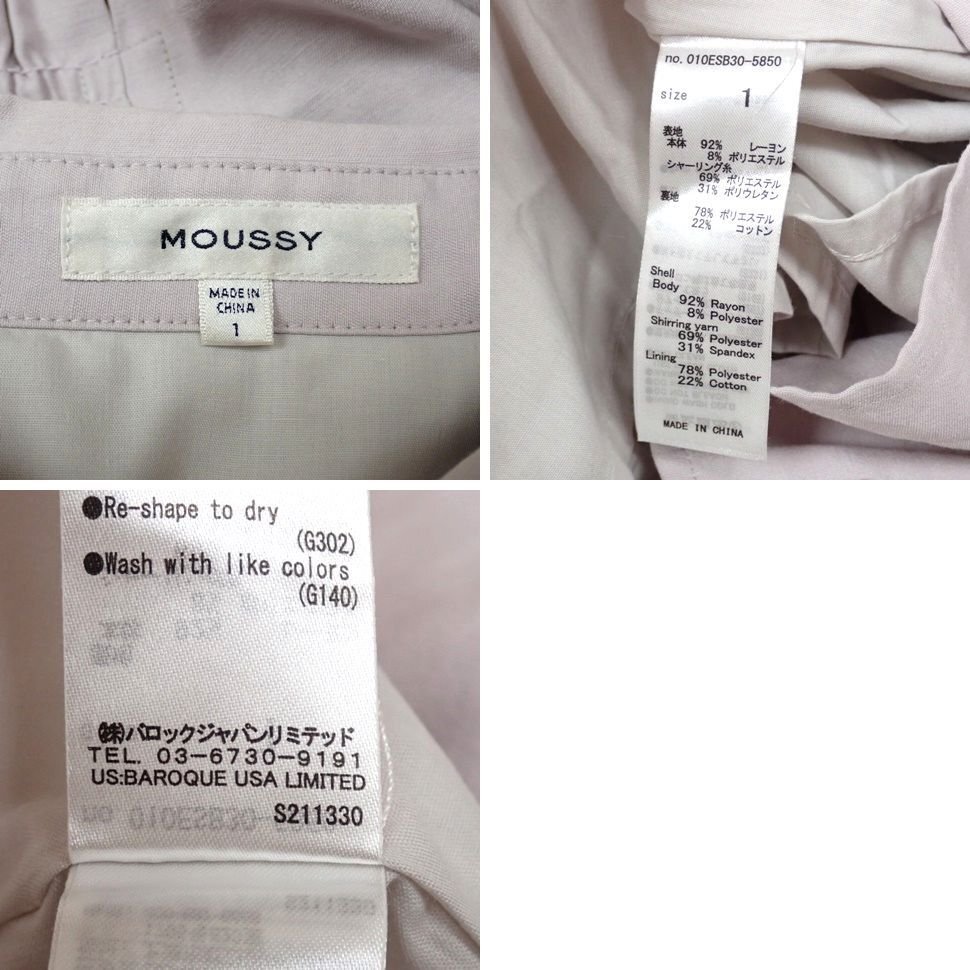 MOUSSY
MADE IN
CHINA
1
no. 010ESB30-5850
size 1
表地
本体 92% レーヨン
8% ポリエステル
シャーリング糸
69% ポリエステル
31% ポリウレタン
裏地
78% ポリエステル
22% コットン
Shell
Body
92% Rayon
8% Polyester
Shirring yarn
69% Polyester
31% Spandex
Lining
78% Polyester
22% Cotton
MADE IN CHINA
●Re-shape to dry
(G302)
●Wash with like colors
(G140)
㈱バロックジャパンリミテッド
TEL. 03-6730-9191
US:BAROQUE USA LIMITED
S211330